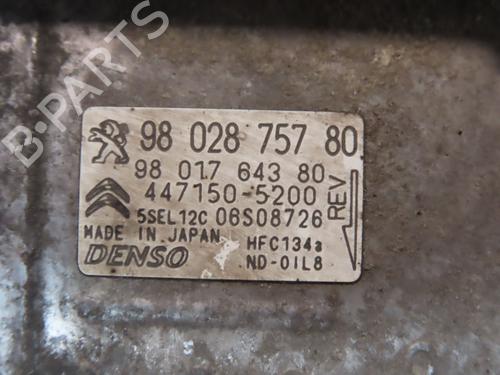 98 028 757 80
98 017 643 80
447150-5200
5SEL12C 06S08726
REV
MADE IN JAPAN HFC134a
DENSO ND-OIL8
B-Parts